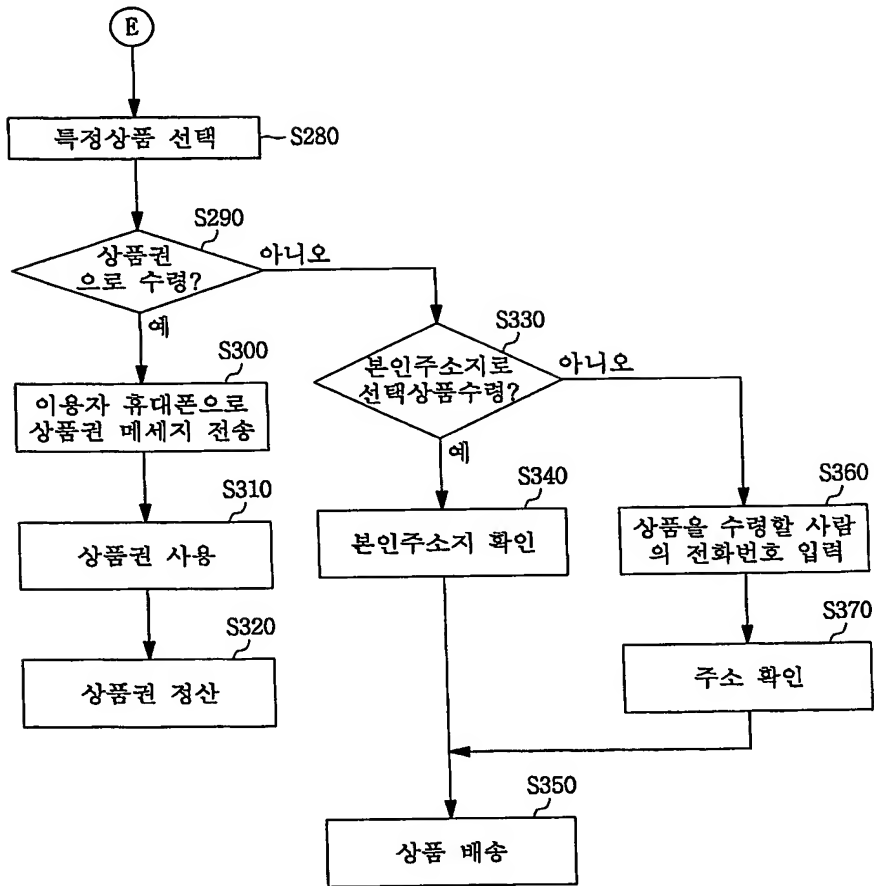 E
특정상품 선택
S280
S290
상품권
으로 수령?
아니오
예
S300
이용자 휴대폰으로
상품권 메세지 전송
S310
상품권 사용
S320
상품권 정산
S330
본인주소지로
선택상품수령?
아니오
예
S340
본인주소지 확인
S360
상품을 수령할 사람
의 전화번호 입력
S370
주소 확인
S350
상품 배송